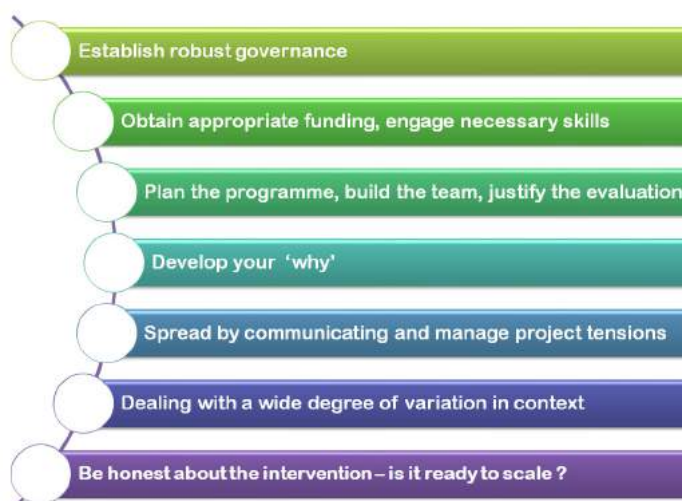 Establish robust governance
Obtain appropriate funding, engage necessary skills
Plan the programme, build the team, justify the evaluation
Develop your ‘why’
Spread by communicating and manage project tensions
Dealing with a wide degree of variation in context
Be honest about the intervention – is it ready to scale ?